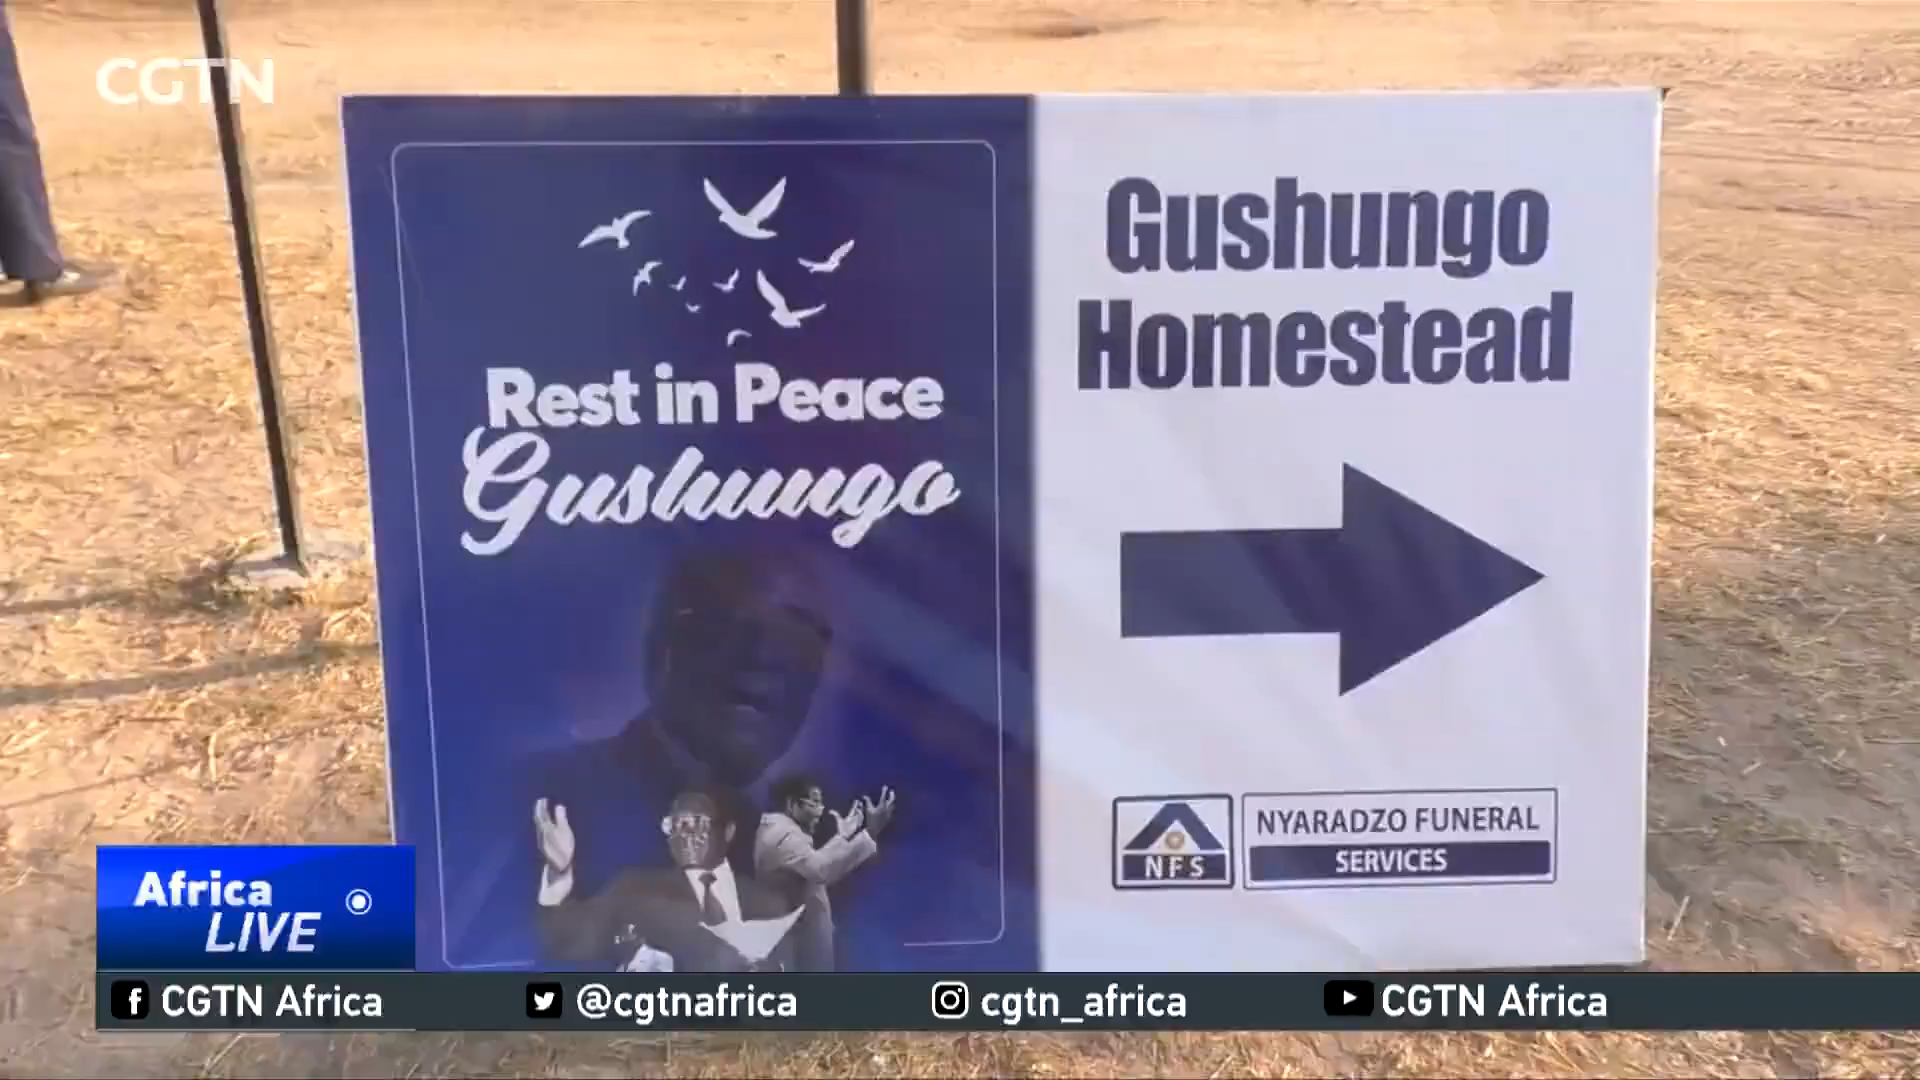 CGTN
Rest in Peace
Gushungo
Gushungo
Homestead
NFS
NYARADZO FUNERAL
SERVICES
Africa
LIVE
CGTN Africa
@cgtnafrica
cgtn_africa
CGTN Africa